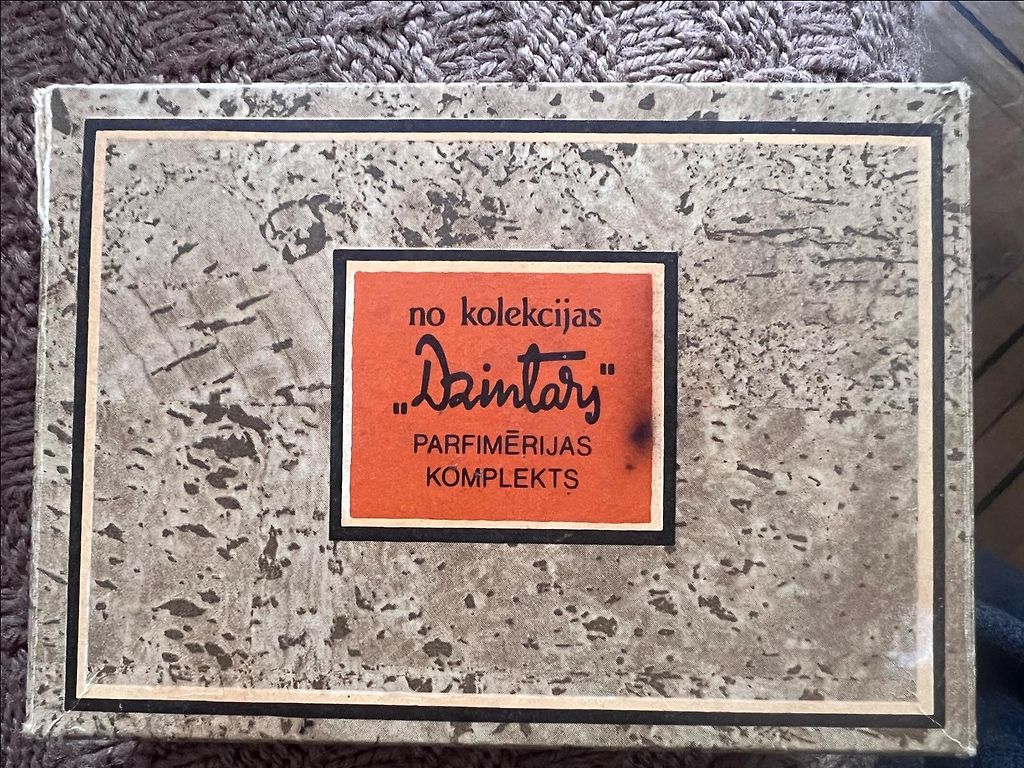 no kolekcijas
„Dzintars"
PARFIMĒRIJAS
KOMPLEKTS